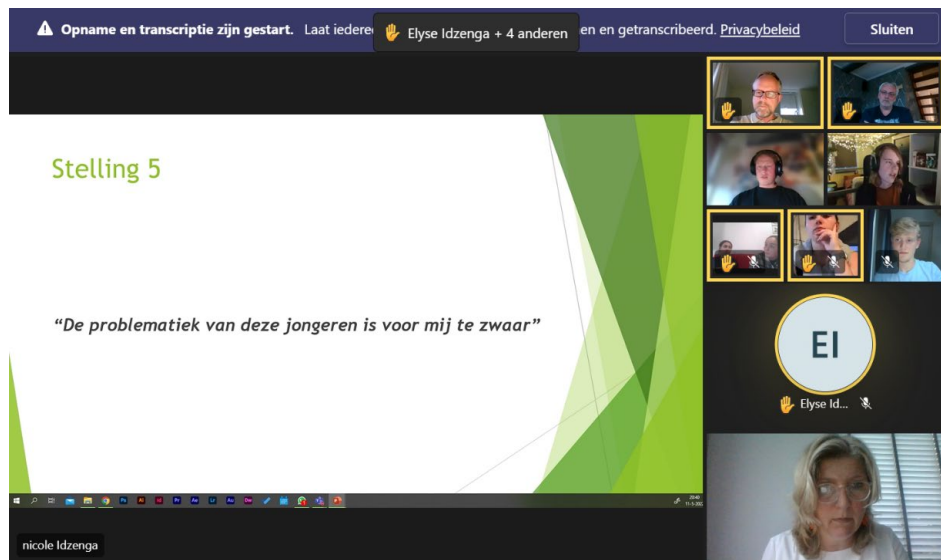 Opname en transcriptie zijn gestart. Laat iedere
Elyse Idzenga + 4 anderen
en en getranscribeerd. Privacybeleid
Sluiten
Stelling 5
“De problematiek van deze jongeren is voor mij te zwaar”
EI
Elyse Id...
nicole Idzenga